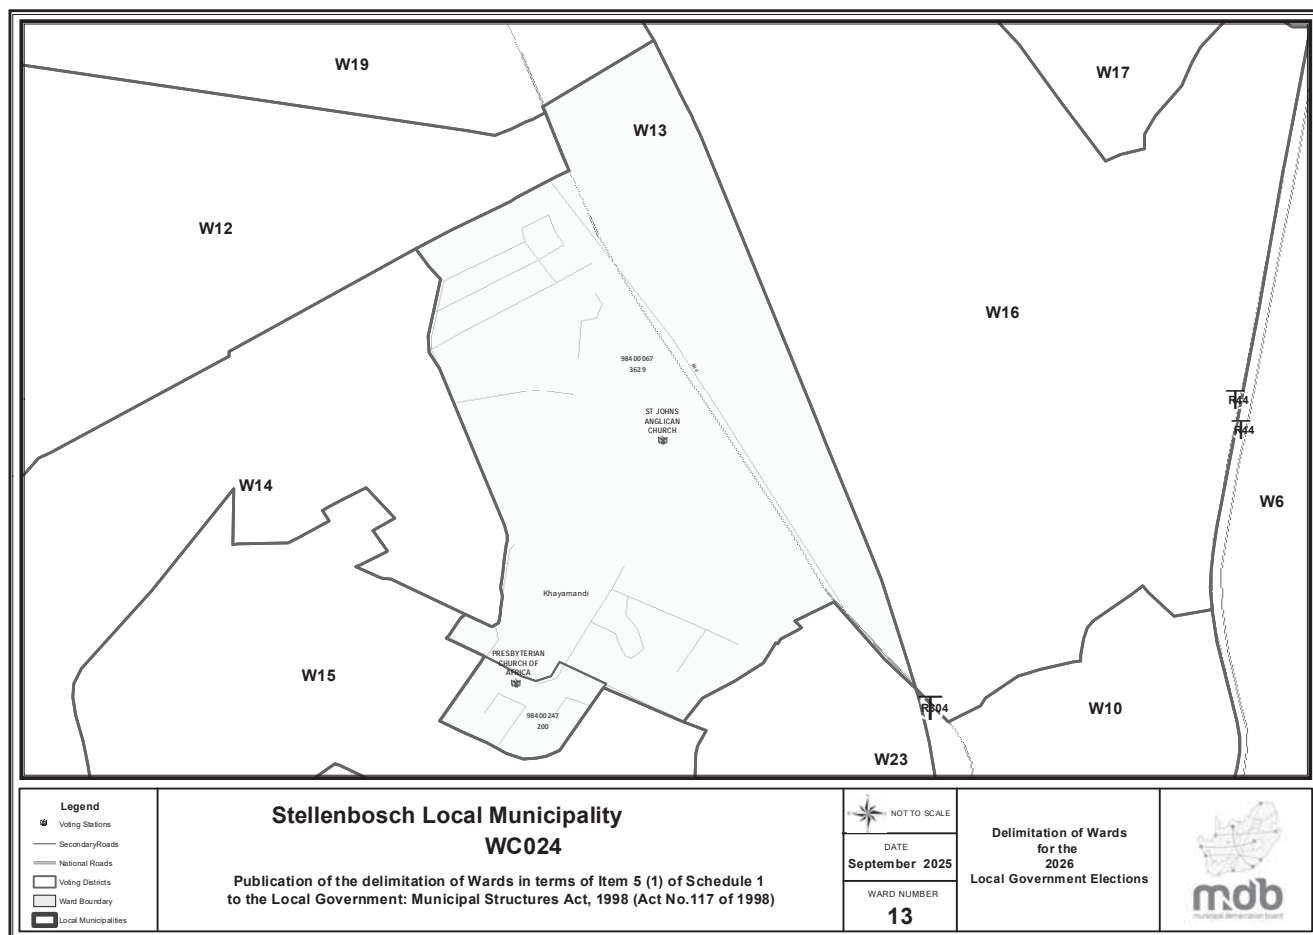 W19
W17
W13
W12
W16
98400067
3629
R44
ST JOHNS
ANGLICAN
CHURCH
R44
W14
W6
Khayamandi
PRESBYTERIAN
CHURCH OF
AFRICA
W15
R304
W10
98400247
200
W23
Legend
Voting Stations
SecondaryRoads
National Roads
Voting Districts
Ward Boundary
Local Municipalities
Stellenbosch Local Municipality
WC024
Publication of the delimitation of Wards in terms of Item 5 (1) of Schedule 1
to the Local Government: Municipal Structures Act, 1998 (Act No.117 of 1998)
NOT TO SCALE
DATE
September 2025
WARD NUMBER
13
Delimitation of Wards
for the
2026
Local Government Elections
mdb
municipal demarcation board